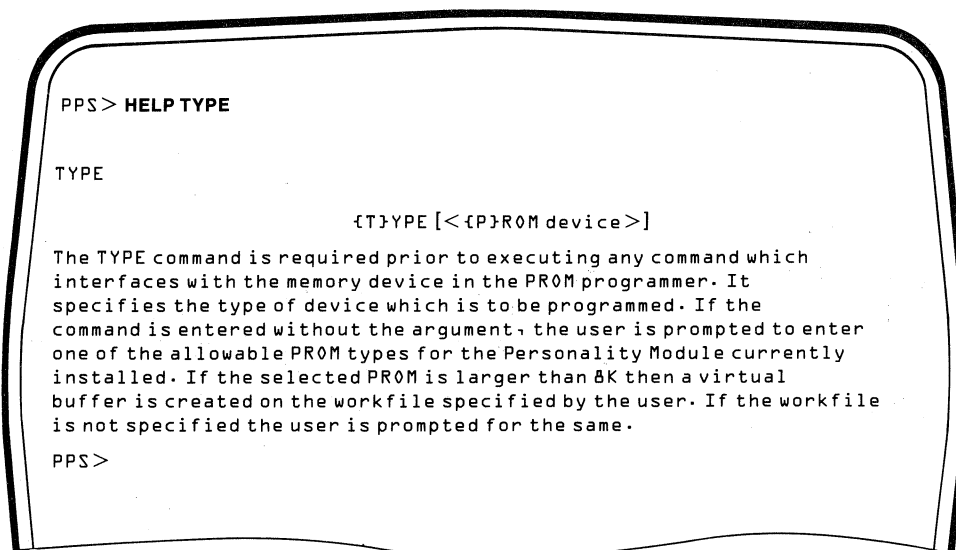 PPS> HELP TYPE
TYPE
{T}YPE [<{P}ROM device>]
The TYPE command is required prior to executing any command which
interfaces with the memory device in the PROM programmer. It
specifies the type of device which is to be programmed. If the
command is entered without the argument, the user is prompted to enter
one of the allowable PROM types for the Personality Module currently
installed. If the selected PROM is larger than 8K then a virtual
buffer is created on the workfile specified by the user. If the workfile
is not specified the user is prompted for the same.
PPS>